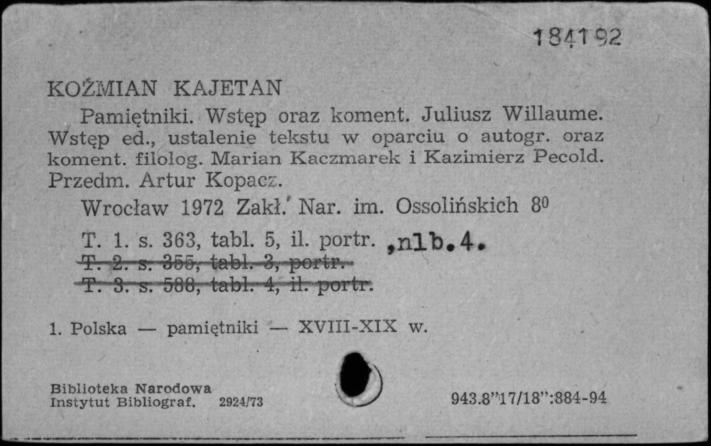 184192
KOŹMIAN KAJETAN
Pamiętniki. Wstęp oraz koment. Juliusz Willaume.
Wstęp ed., ustalenie tekstu w oparciu o autogr. oraz
koment. filolog. Marian Kaczmarek i Kazimierz Pecold.
Przedm. Artur Kopacz.
Wrocław 1972 Zakł. Nar. im. Ossolińskich 8⁰
T. 1. s. 363, tabl. 5, il. portr. ,nlb.4.
T. 2. s. 355, tabl. 3, portr.
T. 3. s. 588, tabl. 4, il. portr.
1. Polska — pamiętniki — XVIII-XIX w.
Biblioteka Narodowa
Instytut Bibliograf. 2924/73
943.8”17/18”:884-94